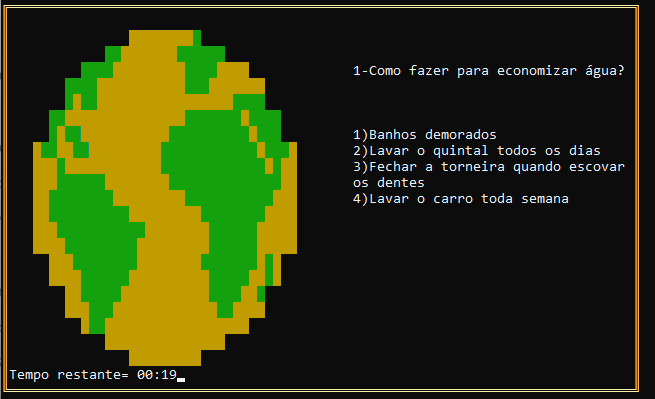 1-Como fazer para economizar água?
1)Banhos demorados
2)Lavar o quintal todos os dias
3)Fechar a torneira quando escovar
os dentes
4)Lavar o carro toda semana
Tempo restante= 00:19